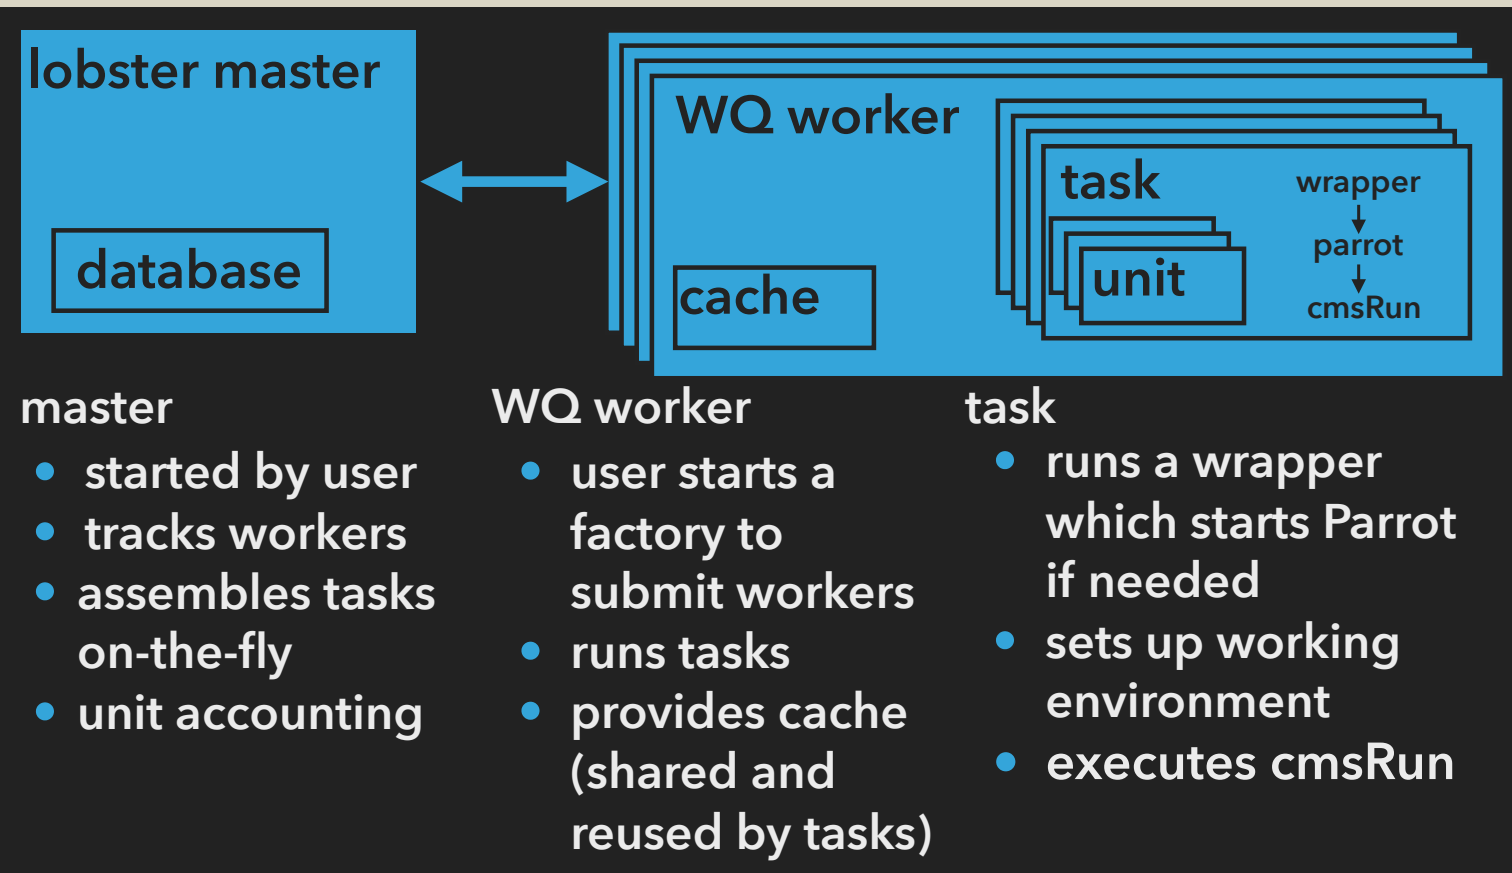 lobster master
database
WQ worker
cache
task
unit
wrapper
parrot
cmsRun
master
• started by user
• tracks workers
• assembles tasks
on-the-fly
• unit accounting
WQ worker
• user starts a
factory to
submit workers
• runs tasks
• provides cache
(shared and
reused by tasks)
task
• runs a wrapper
which starts Parrot
if needed
• sets up working
environment
• executes cmsRun